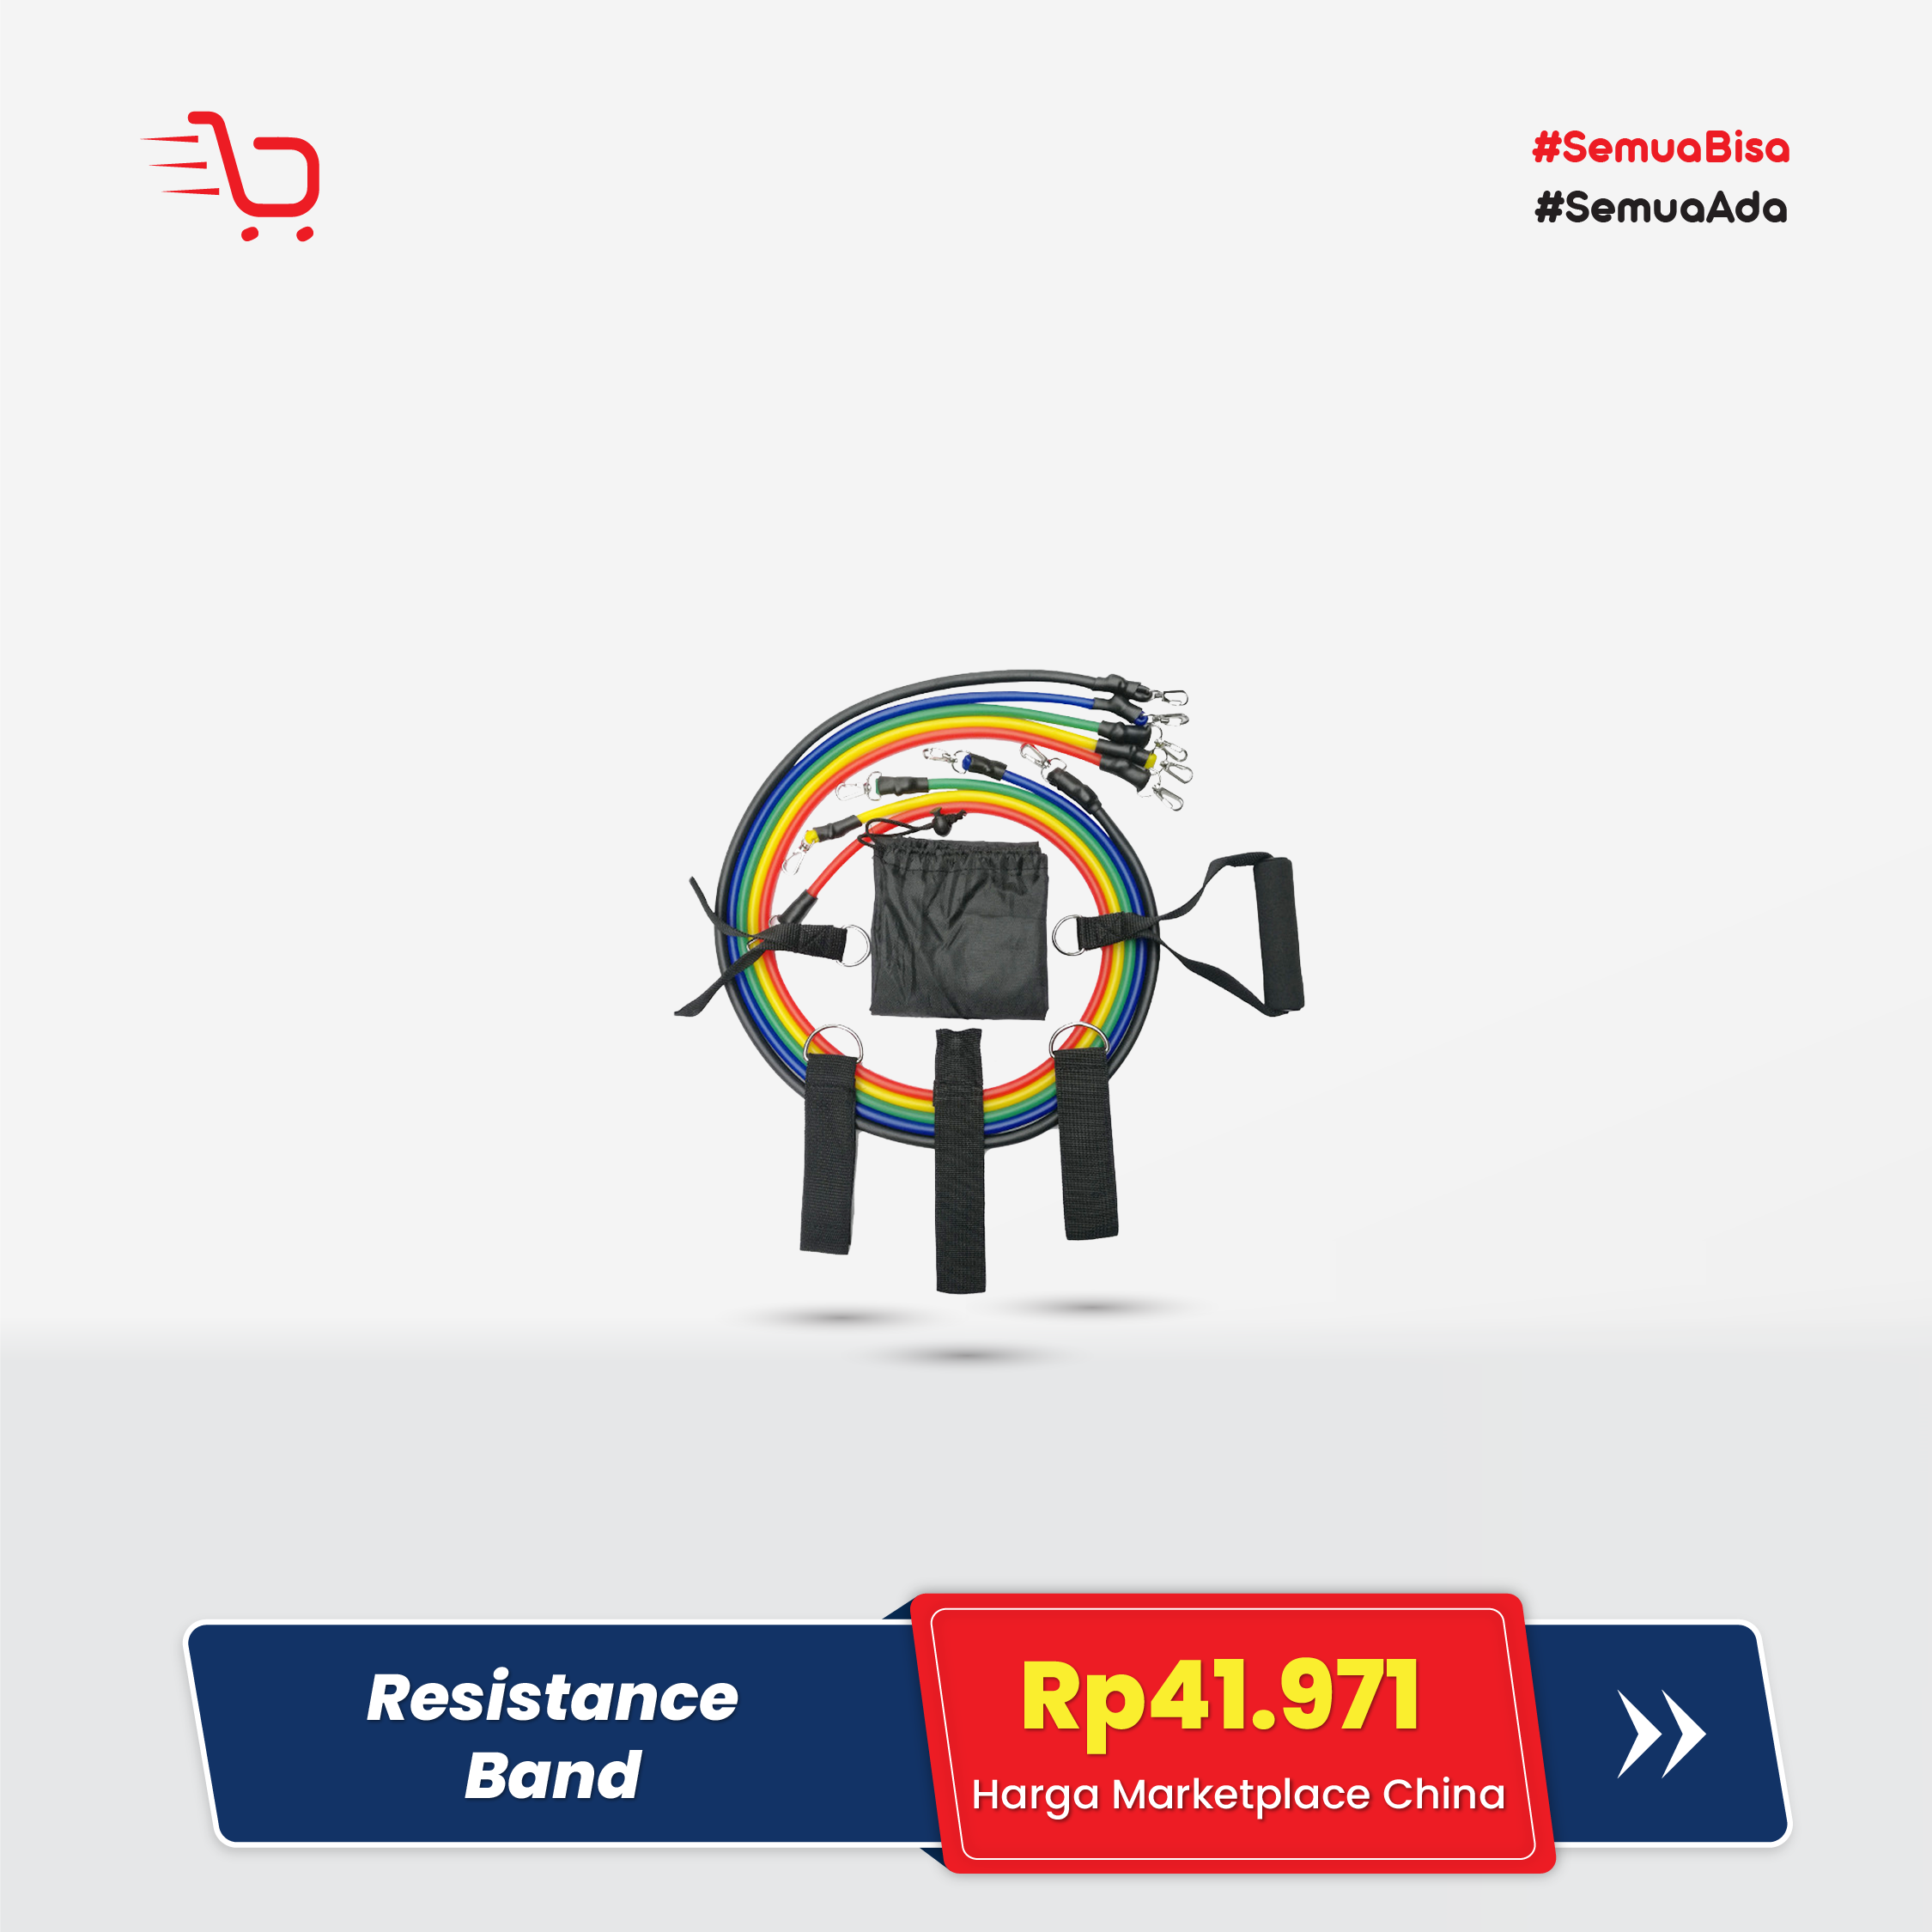 #SemuaBisa
#SemuaAda
Resistance
Band
Rp41.971
Harga Marketplace China